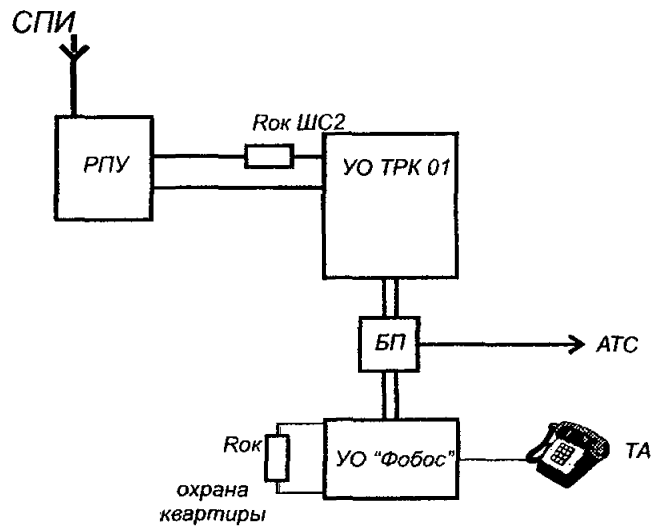 СПИ
Rок ШС2
РПУ
УО ТРК 01
БП
АТС
Rок
УО "Фобос"
ТА
охрана
квартиры